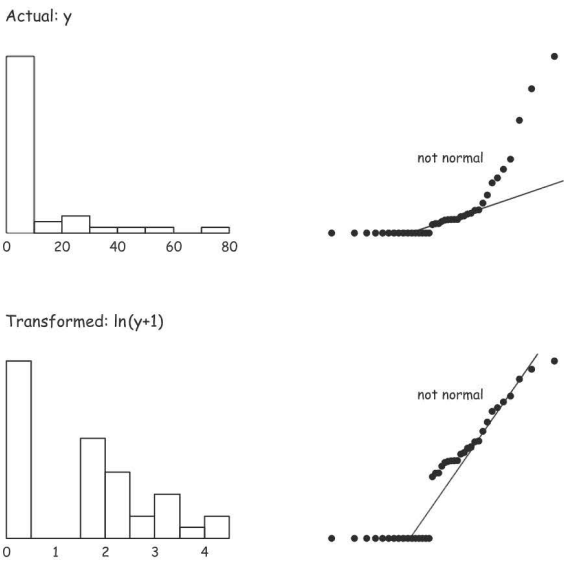 Actual: y
not normal
0 20 40 60 80
Transformed: ln(y+1)
not normal
0 1 2 3 4